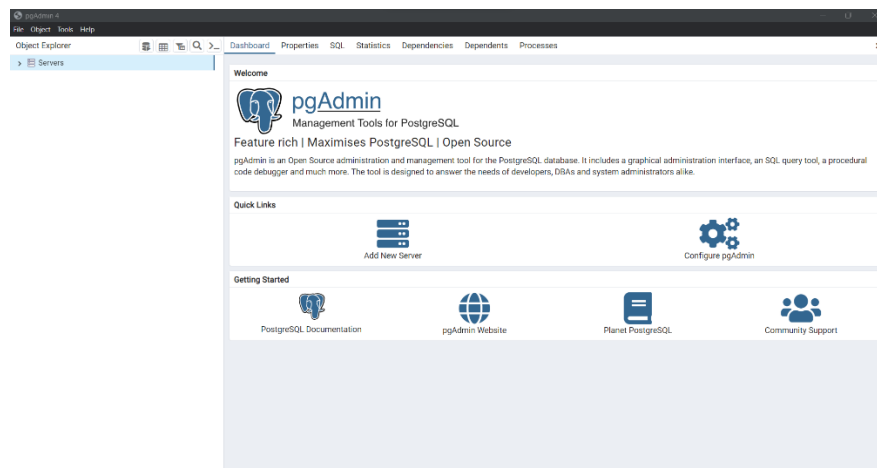 pgAdmin 4
File Object Tools Help
Object Explorer
Dashboard Properties SQL Statistics Dependencies Dependents Processes
Servers
Welcome
pgAdmin
Management Tools for PostgreSQL
Feature rich | Maximises PostgreSQL | Open Source
pgAdmin is an Open Source administration and management tool for the PostgreSQL database. It includes a graphical administration interface, an SQL query tool, a procedural
code debugger and much more. The tool is designed to answer the needs of developers, DBAs and system administrators alike.
Quick Links
Add New Server
Configure pgAdmin
Getting Started
PostgreSQL Documentation
pgAdmin Website
Planet PostgreSQL
Community Support